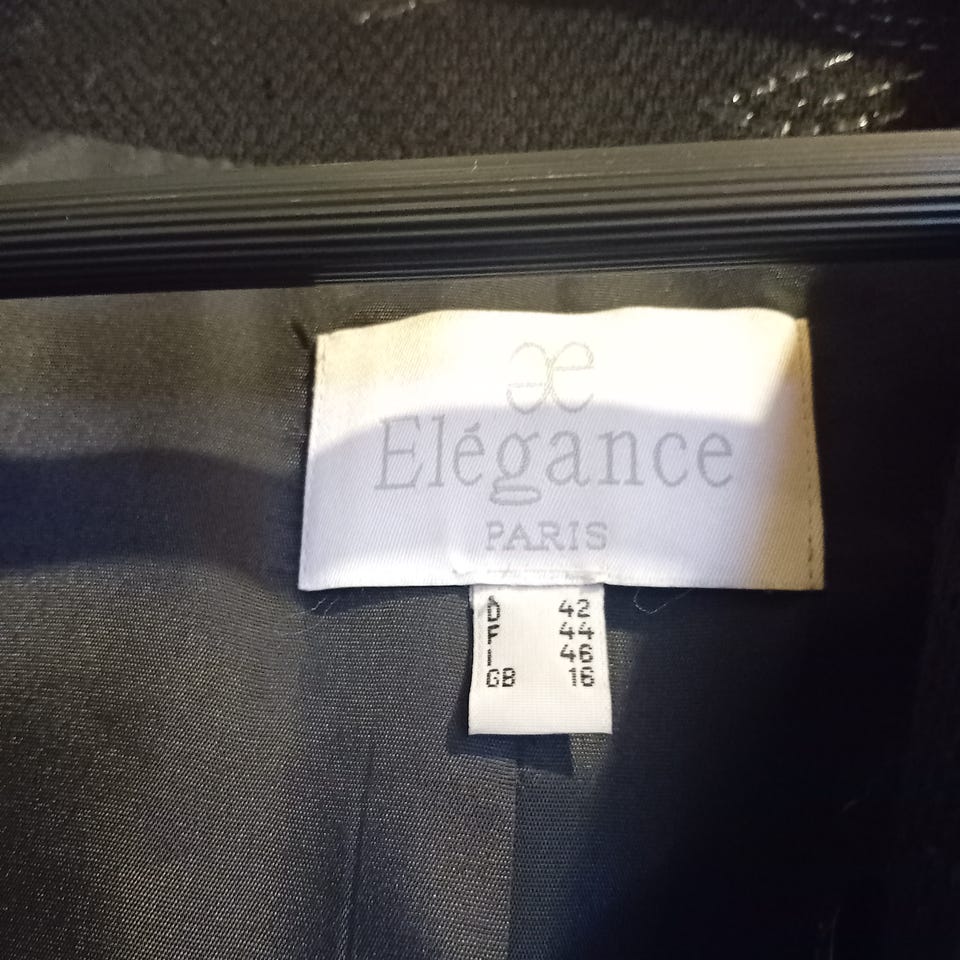 Elégance
PARIS
D 42
F 44
I 46
GB 16